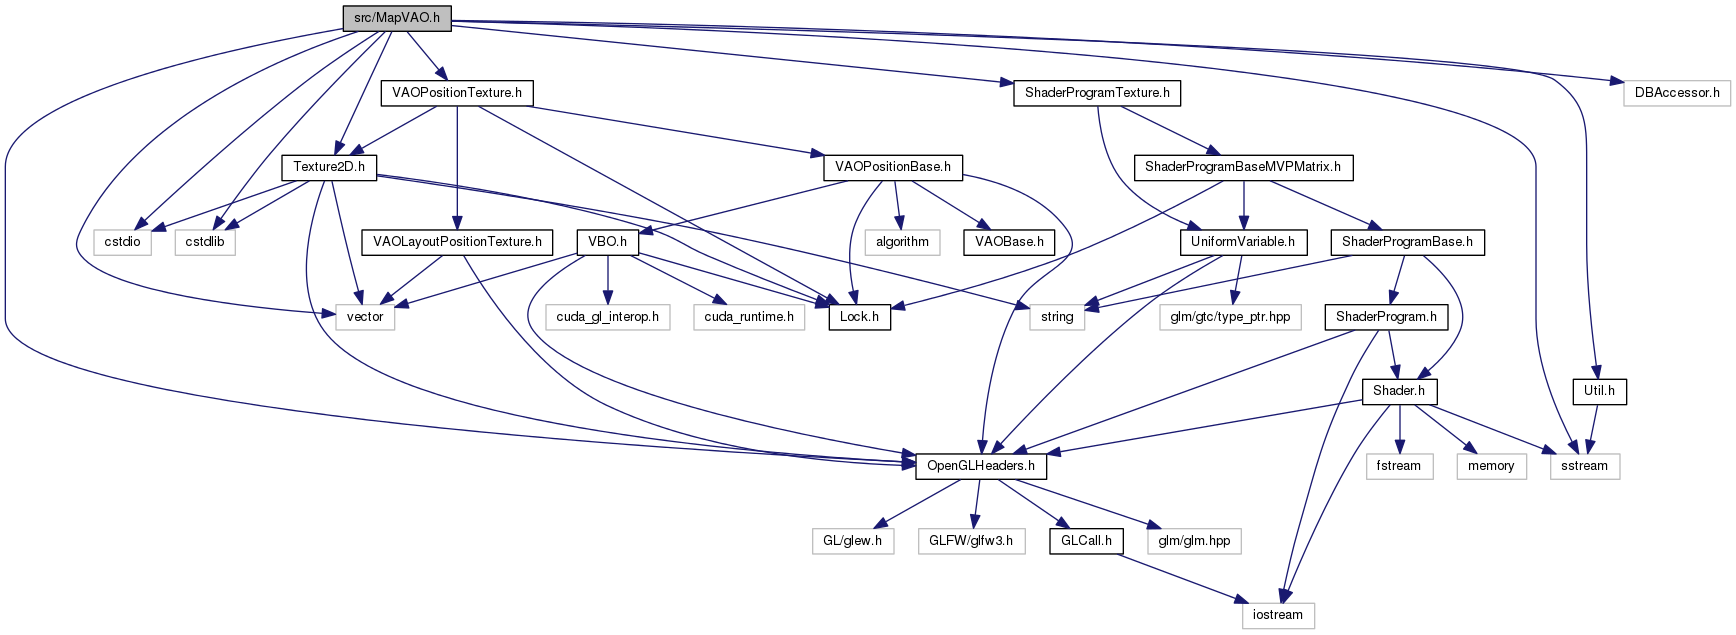 src/MapVAO.h
VAOPositionTexture.h
ShaderProgramTexture.h
DBAccessor.h
Texture2D.h
VAOPositionBase.h
ShaderProgramBaseMVPMatrix.h
cstdio
cstdlib
VAOLayoutPositionTexture.h
VBO.h
algorithm
VAOBase.h
UniformVariable.h
ShaderProgramBase.h
vector
cuda_gl_interop.h
cuda_runtime.h
Lock.h
string
glm/gtc/type_ptr.hpp
ShaderProgram.h
Shader.h
Util.h
OpenGLHeaders.h
fstream
memory
sstream
GL/glew.h
GLFW/glfw3.h
GLCall.h
glm/glm.hpp
iostream